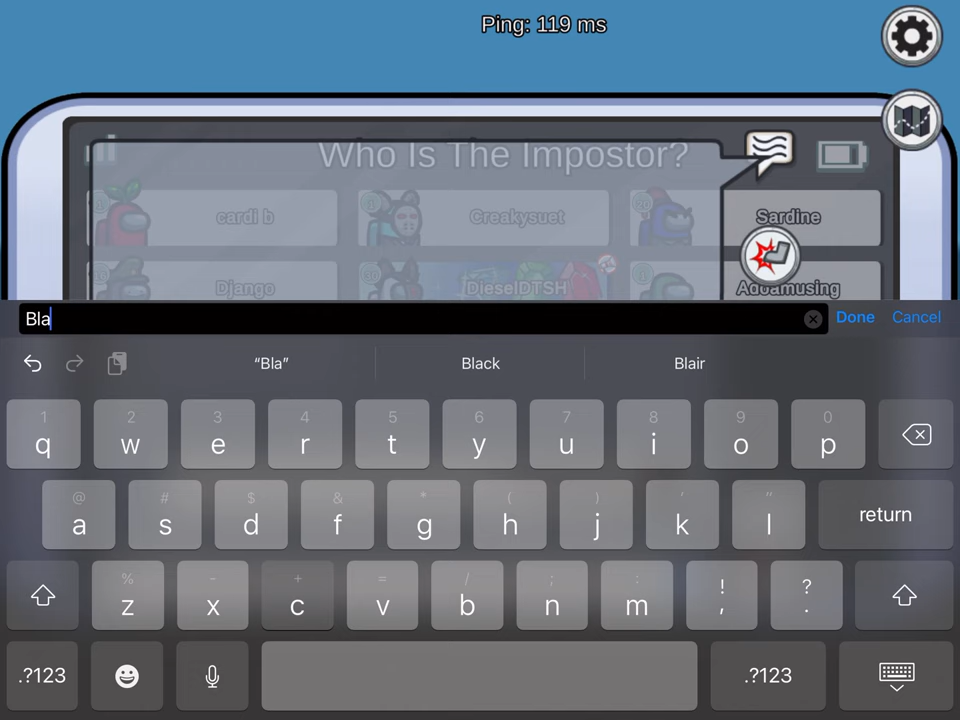 Ping: 119 ms
Who Is The Impostor?
cardi b
Creakysuet
Sardine
Django
DieselDTSH
Adoamusing
Bla
Done
Cancel
"Bla"
Black
Blair
1 2 3 4 5 6 7 8 9 0
q w e r t y u i o p
@ # $ & * ( ) ' "
a s d f g h j k l return
% - + = / ; : ! ?
z x c v b n m , .
.?123 .?123